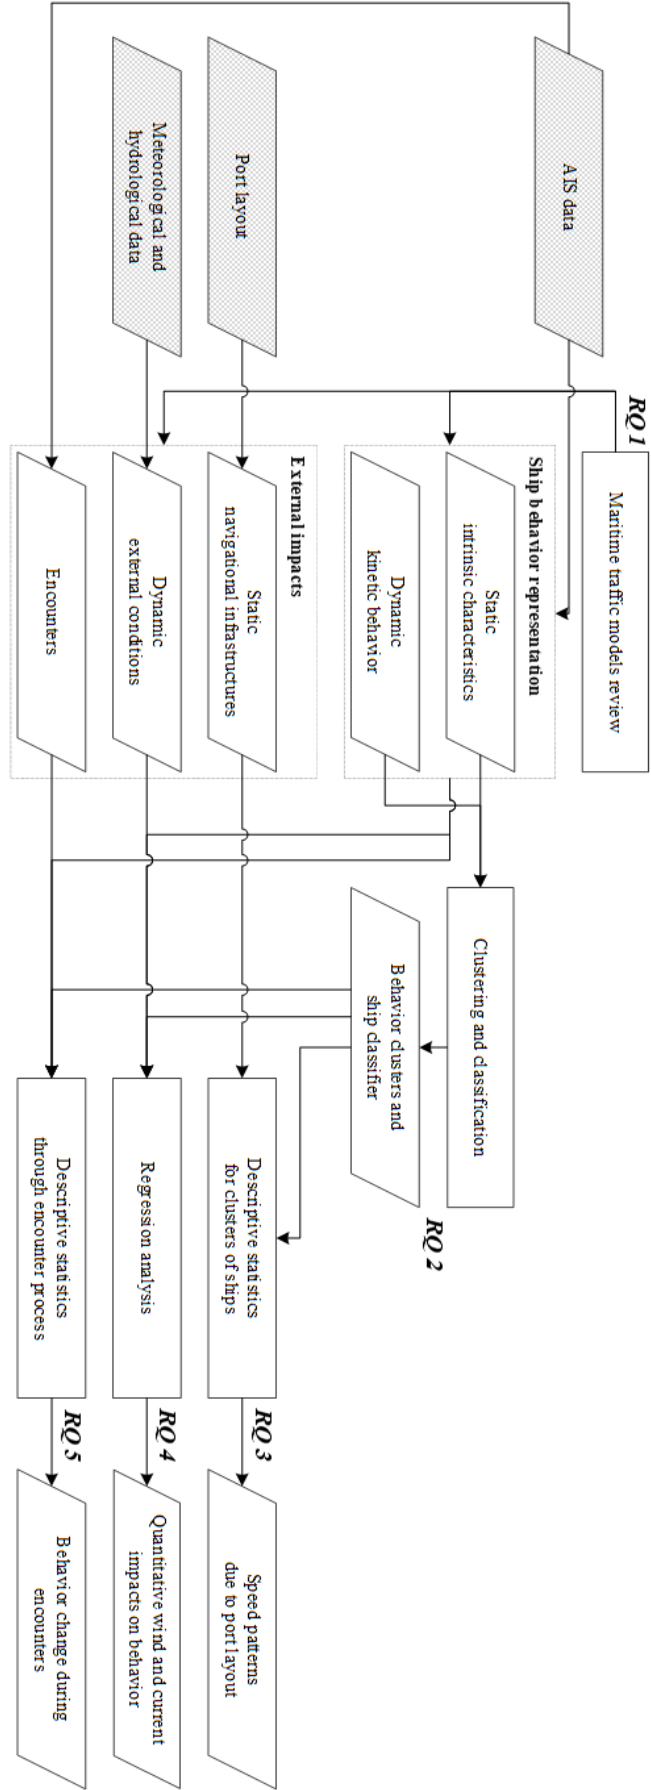 RQ 1
Maritime traffic models review
AIS data
Ship behavior representation
Static
intrinsic characteristics
Dynamic
kinetic behavior
Clustering and classification
Behavior clusters and
ship classifier
RQ 2
Port layout
External impacts
Static
navigational infrastructures
Descriptive statistics
for clusters of ships
RQ 3
Speed patterns
due to port layout
Meteorological and
hydrological data
Dynamic
external conditions
Regression analysis
RQ 4
Quantitative wind and current
impacts on behavior
Encounters
Descriptive statistics
through encounter process
RQ 5
Behavior change during
encounters